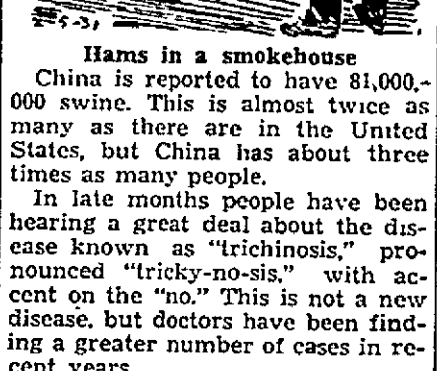 2-5-31
Hams in a smokehouse
China is reported to have 81,000,-
000 swine. This is almost twice as
many as there are in the United
States, but China has about three
times as many people.
In late months people have been
hearing a great deal about the dis-
ease known as "trichinosis," pro-
nounced "tricky-no-sis," with ac-
cent on the "no." This is not a new
disease, but doctors have been find-
ing a greater number of cases in re-
cent years.